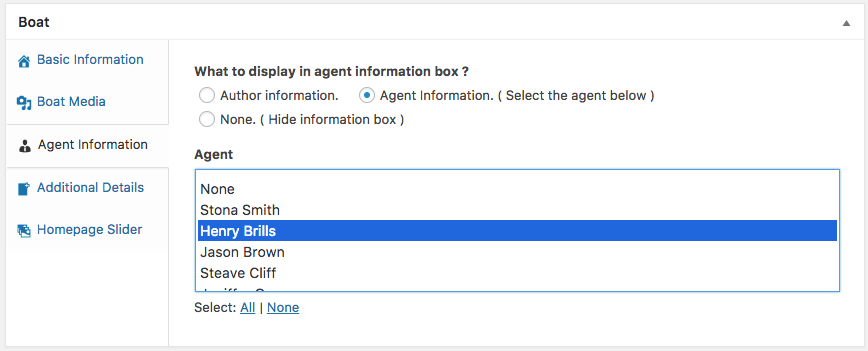 Boat
Basic Information
Boat Media
Agent Information
Additional Details
Homepage Slider
What to display in agent information box ?
Author information. Agent Information. ( Select the agent below )
None. ( Hide information box )
Agent
None
Stona Smith
Henry Brills
Jason Brown
Steave Cliff
Select: All | None